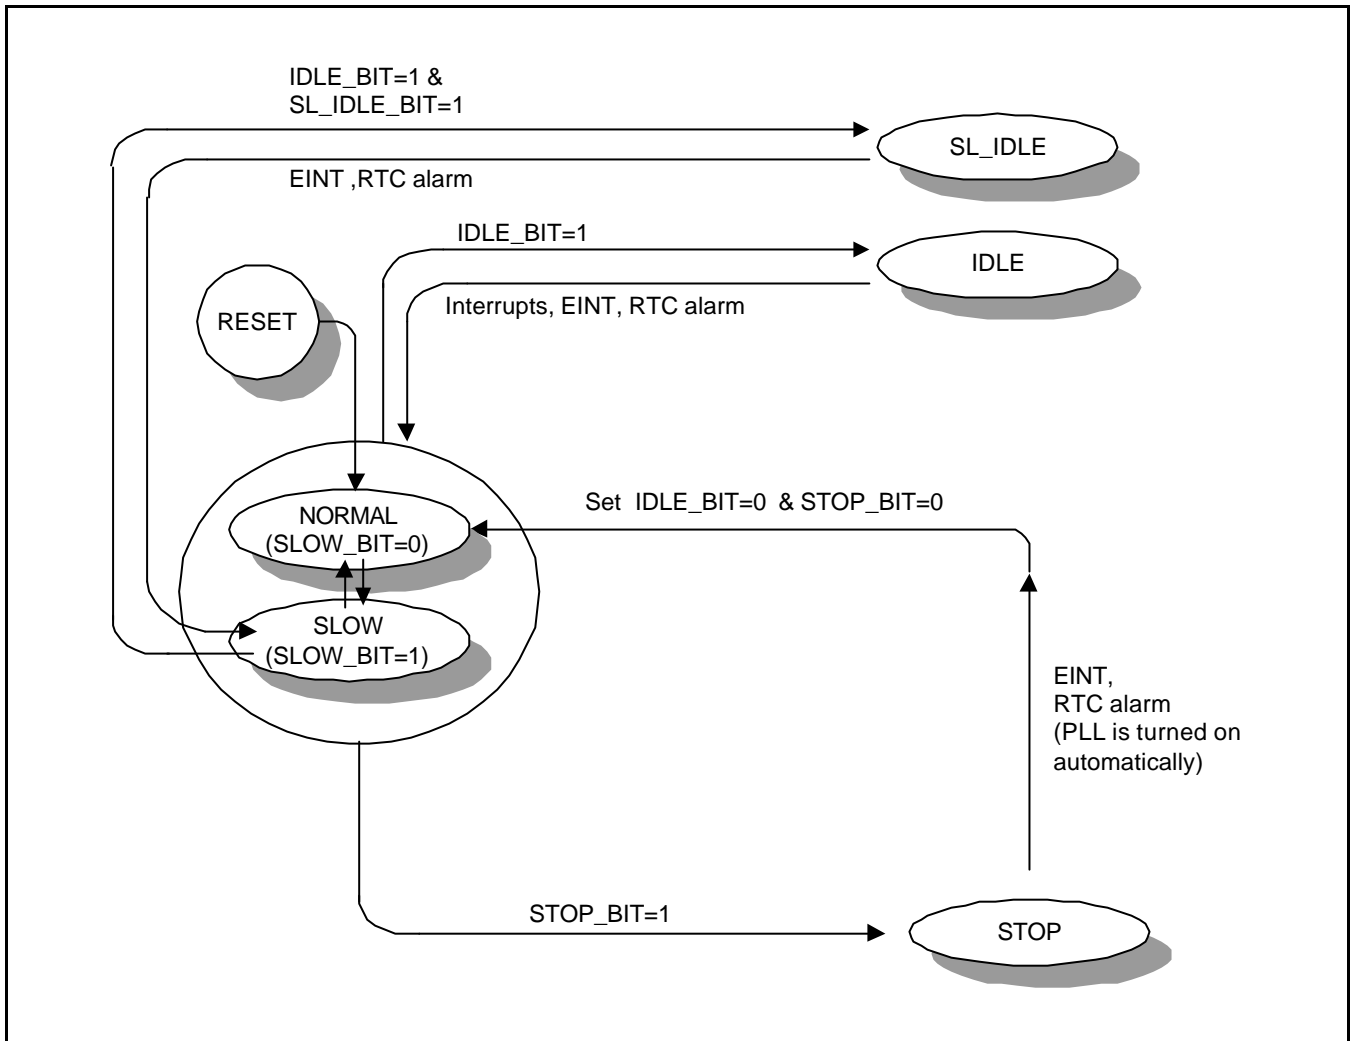 IDLE_BIT=1 &
SL_IDLE_BIT=1
SL_IDLE
EINT ,RTC alarm
IDLE_BIT=1
IDLE
Interrupts, EINT, RTC alarm
RESET
Set IDLE_BIT=0 & STOP_BIT=0
NORMAL
(SLOW_BIT=0)
SLOW
(SLOW_BIT=1)
EINT,
RTC alarm
(PLL is turned on
automatically)
STOP_BIT=1
STOP